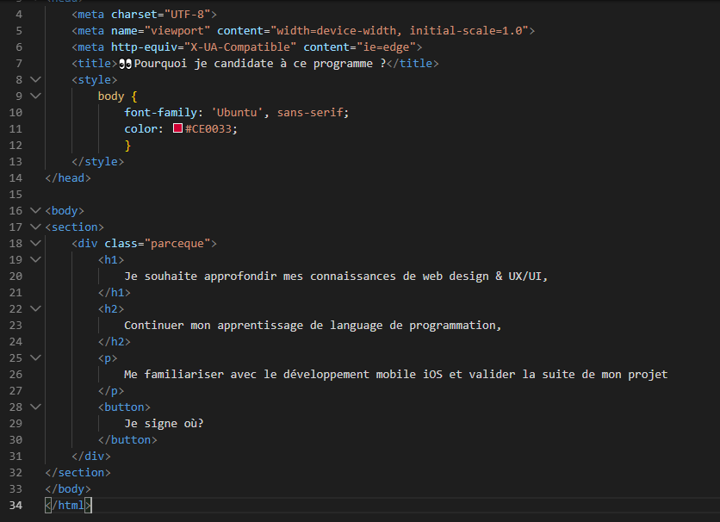 4 <meta charset="UTF-8">
5 <meta name="viewport" content="width=device-width, initial-scale=1.0">
6 <meta http-equiv="X-UA-Compatible" content="ie=edge">
7 <title>👀Pourquoi je candidate à ce programme ?</title>
8 <style>
9 body {
10 font-family: 'Ubuntu', sans-serif;
11 color: #CE0033;
12 }
13 </style>
14 </head>
15
16 <body>
17 <section>
18 <div class="parceque">
19 <h1>
20 Je souhaite approfondir mes connaissances de web design & UX/UI,
21 </h1>
22 <h2>
23 Continuer mon apprentissage de language de programmation,
24 </h2>
25 <p>
26 Me familiariser avec le développement mobile iOS et valider la suite de mon projet
27 </p>
28 <button>
29 Je signe où?
30 </button>
31 </div>
32 </section>
33 </body>
34 </html>